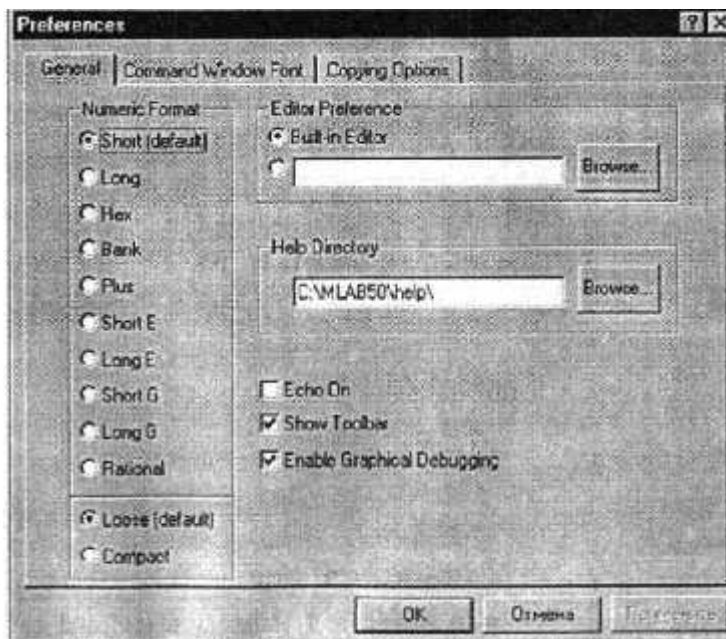 Preferences
General
Command Window Font
Copying Options
Numeric Format
Short (default)
Long
Hex
Bank
Plus
Short E
Long E
Short G
Long G
Rational
Loose (default)
Compact
Editor Preference
Built-in Editor
Browse...
Help Directory
C:\MLAB50\help\
Browse...
Echo On
Show Toolbar
Enable Graphical Debugging
OK
Отмена